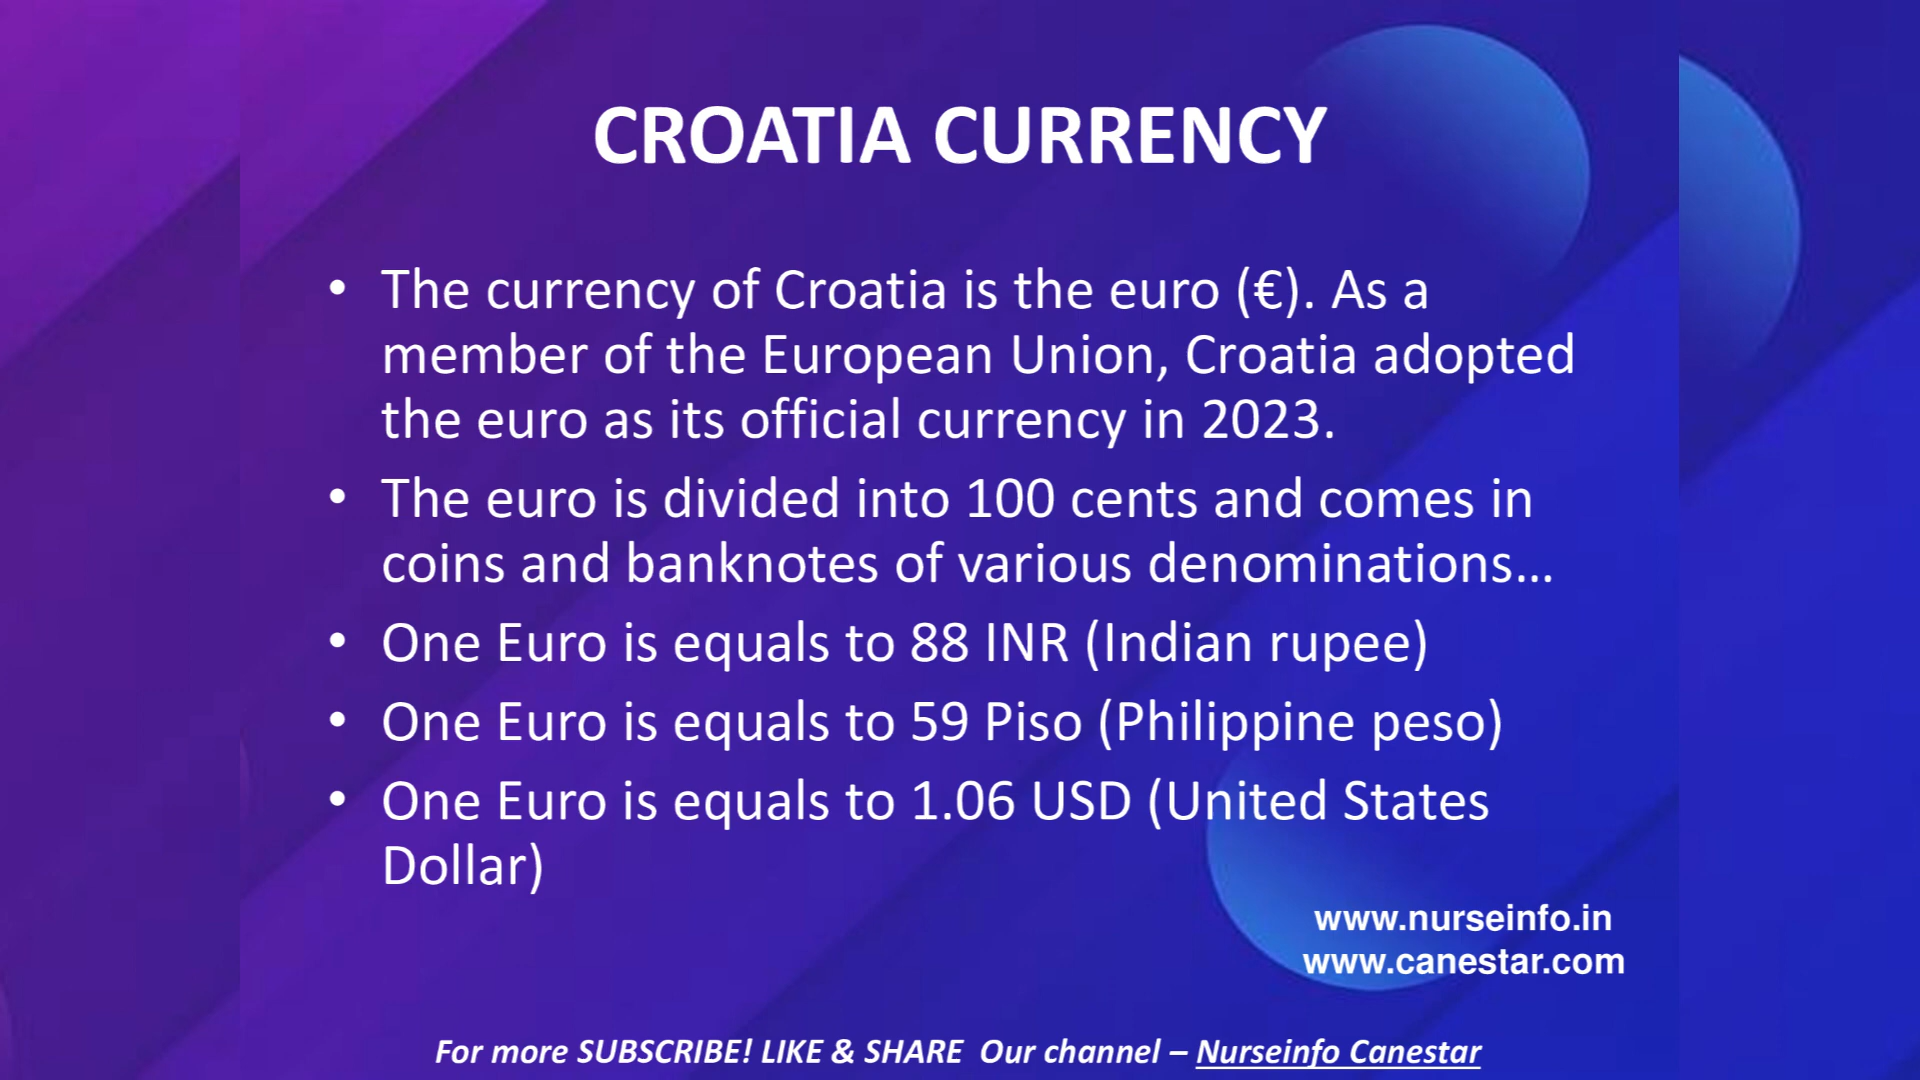 CROATIA CURRENCY
• The currency of Croatia is the euro (€). As a
member of the European Union, Croatia adopted
the euro as its official currency in 2023.
• The euro is divided into 100 cents and comes in
coins and banknotes of various denominations…
• One Euro is equals to 88 INR (Indian rupee)
• One Euro is equals to 59 Piso (Philippine peso)
• One Euro is equals to 1.06 USD (United States
Dollar)
www.nurseinfo.in
www.canestar.com
For more SUBSCRIBE! LIKE & SHARE Our channel – Nurseinfo Canestar